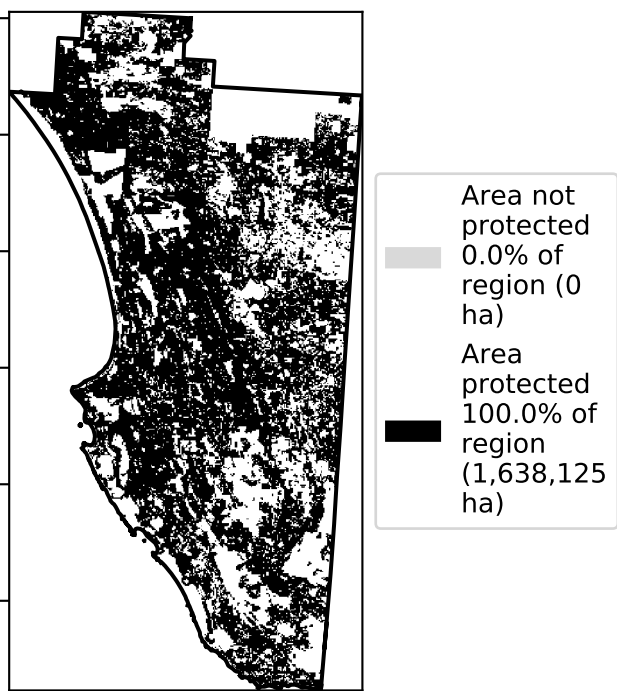 Area not
protected
0.0% of
region (0
ha)
Area
protected
100.0% of
region
(1,638,125
ha)